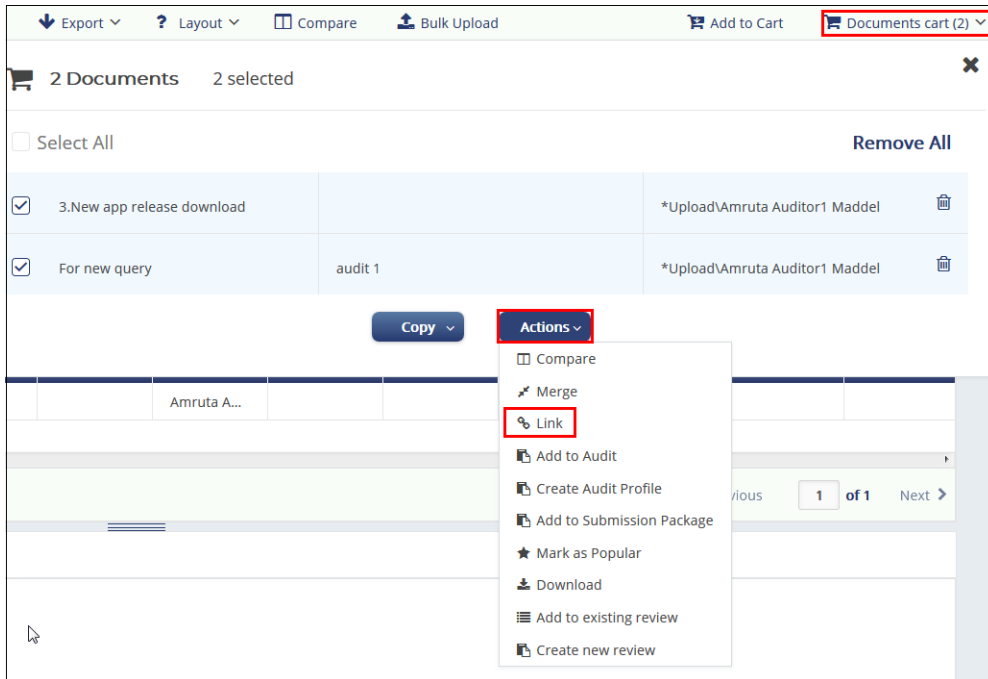 Export ? Layout Compare Bulk Upload Add to Cart Documents cart (2)
2 Documents 2 selected
Select All Remove All
3.New app release download *Upload\Amruta Auditor1 Maddel
For new query audit 1 *Upload\Amruta Auditor1 Maddel
Copy Actions
Compare
Amruta A... Merge
Link
Add to Audit
Create Audit Profile
vious 1 of 1 Next
Add to Submission Package
Mark as Popular
Download
Add to existing review
Create new review